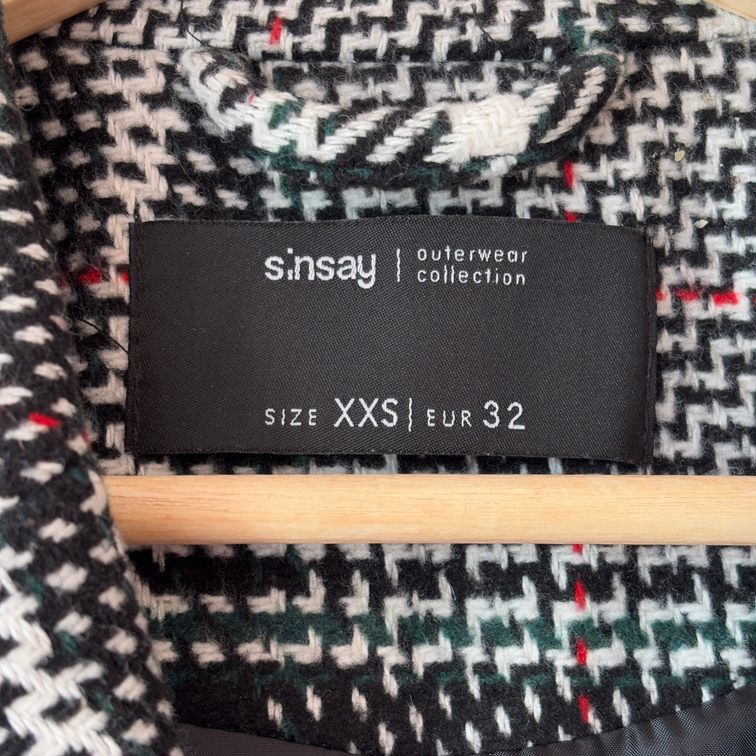 sinsay | outerwear
collection
SIZE XXS | EUR 32